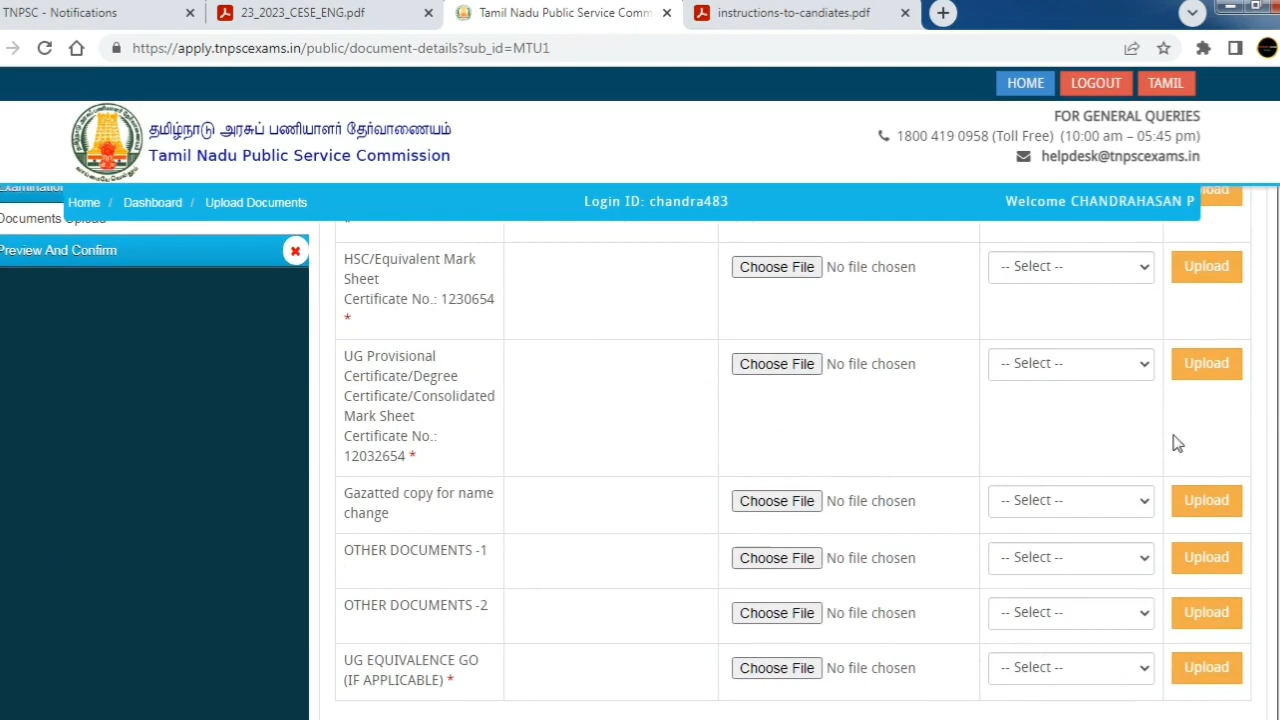 TNPSC - Notifications
23_2023_CESE_ENG.pdf
Tamil Nadu Public Service Comm
instructions-to-candiates.pdf
https://apply.tnpscexams.in/public/document-details?sub_id=MTU1
HOME
LOGOUT
TAMIL
தமிழ்நாடு அரசுப் பணியாளர் தேர்வாணையம்
Tamil Nadu Public Service Commission
FOR GENERAL QUERIES
1800 419 0958 (Toll Free) (10:00 am – 05:45 pm)
helpdesk@tnpscexams.in
Examination
Upload
Home / Dashboard / Upload Documents
Login ID: chandra483
Welcome CHANDRAHASAN P
Documents Upload
Preview And Confirm
HSC/Equivalent Mark
Sheet
Certificate No.: 1230654
*
Choose File No file chosen
-- Select --
Upload
UG Provisional
Certificate/Degree
Certificate/Consolidated
Mark Sheet
Certificate No.:
12032654 *
Choose File No file chosen
-- Select --
Upload
Gazatted copy for name
change
Choose File No file chosen
-- Select --
Upload
OTHER DOCUMENTS -1
Choose File No file chosen
-- Select --
Upload
OTHER DOCUMENTS -2
Choose File No file chosen
-- Select --
Upload
UG EQUIVALENCE GO
(IF APPLICABLE) *
Choose File No file chosen
-- Select --
Upload